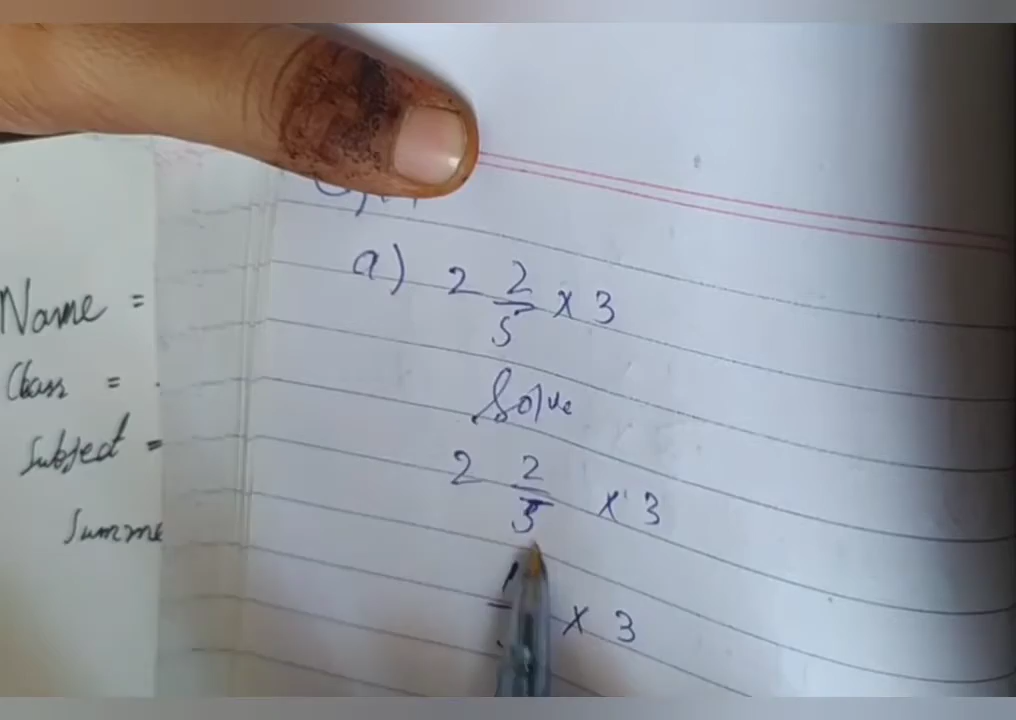 Name =
Class =
Subject =
Summe
a) 2 2/5 x 3
Solve
2 2/5 x 3
x 3